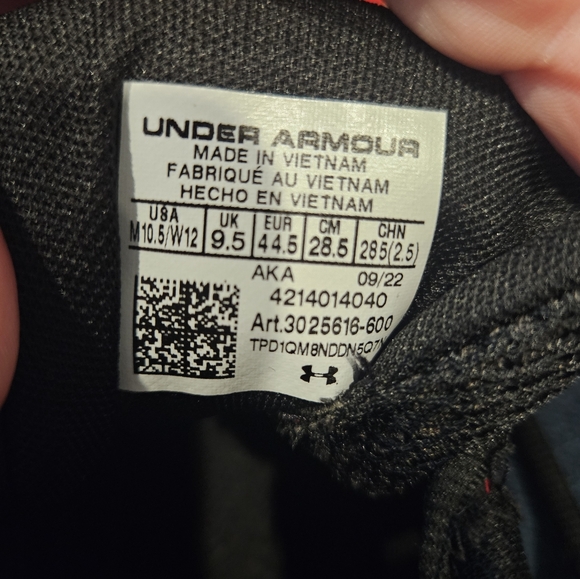 UNDER ARMOUR
MADE IN VIETNAM
FABRIQUÉ AU VIETNAM
HECHO EN VIETNAM
USA UK EUR CM CHN
M10.5/W12 9.5 44.5 28.5 285(2.5)
AKA 09/22
4214014040
Art.3025616-600